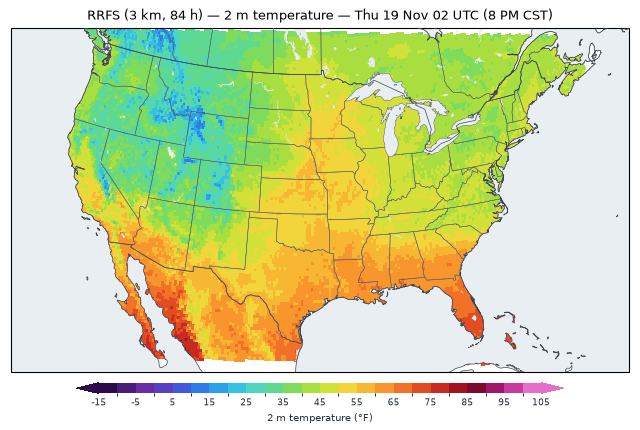 RRFS (3 km, 84 h) — 2 m temperature — Thu 19 Nov 02 UTC (8 PM CST)
-15 -5 5 15 25 35 45 55 65 75 85 95 105
2 m temperature (°F)